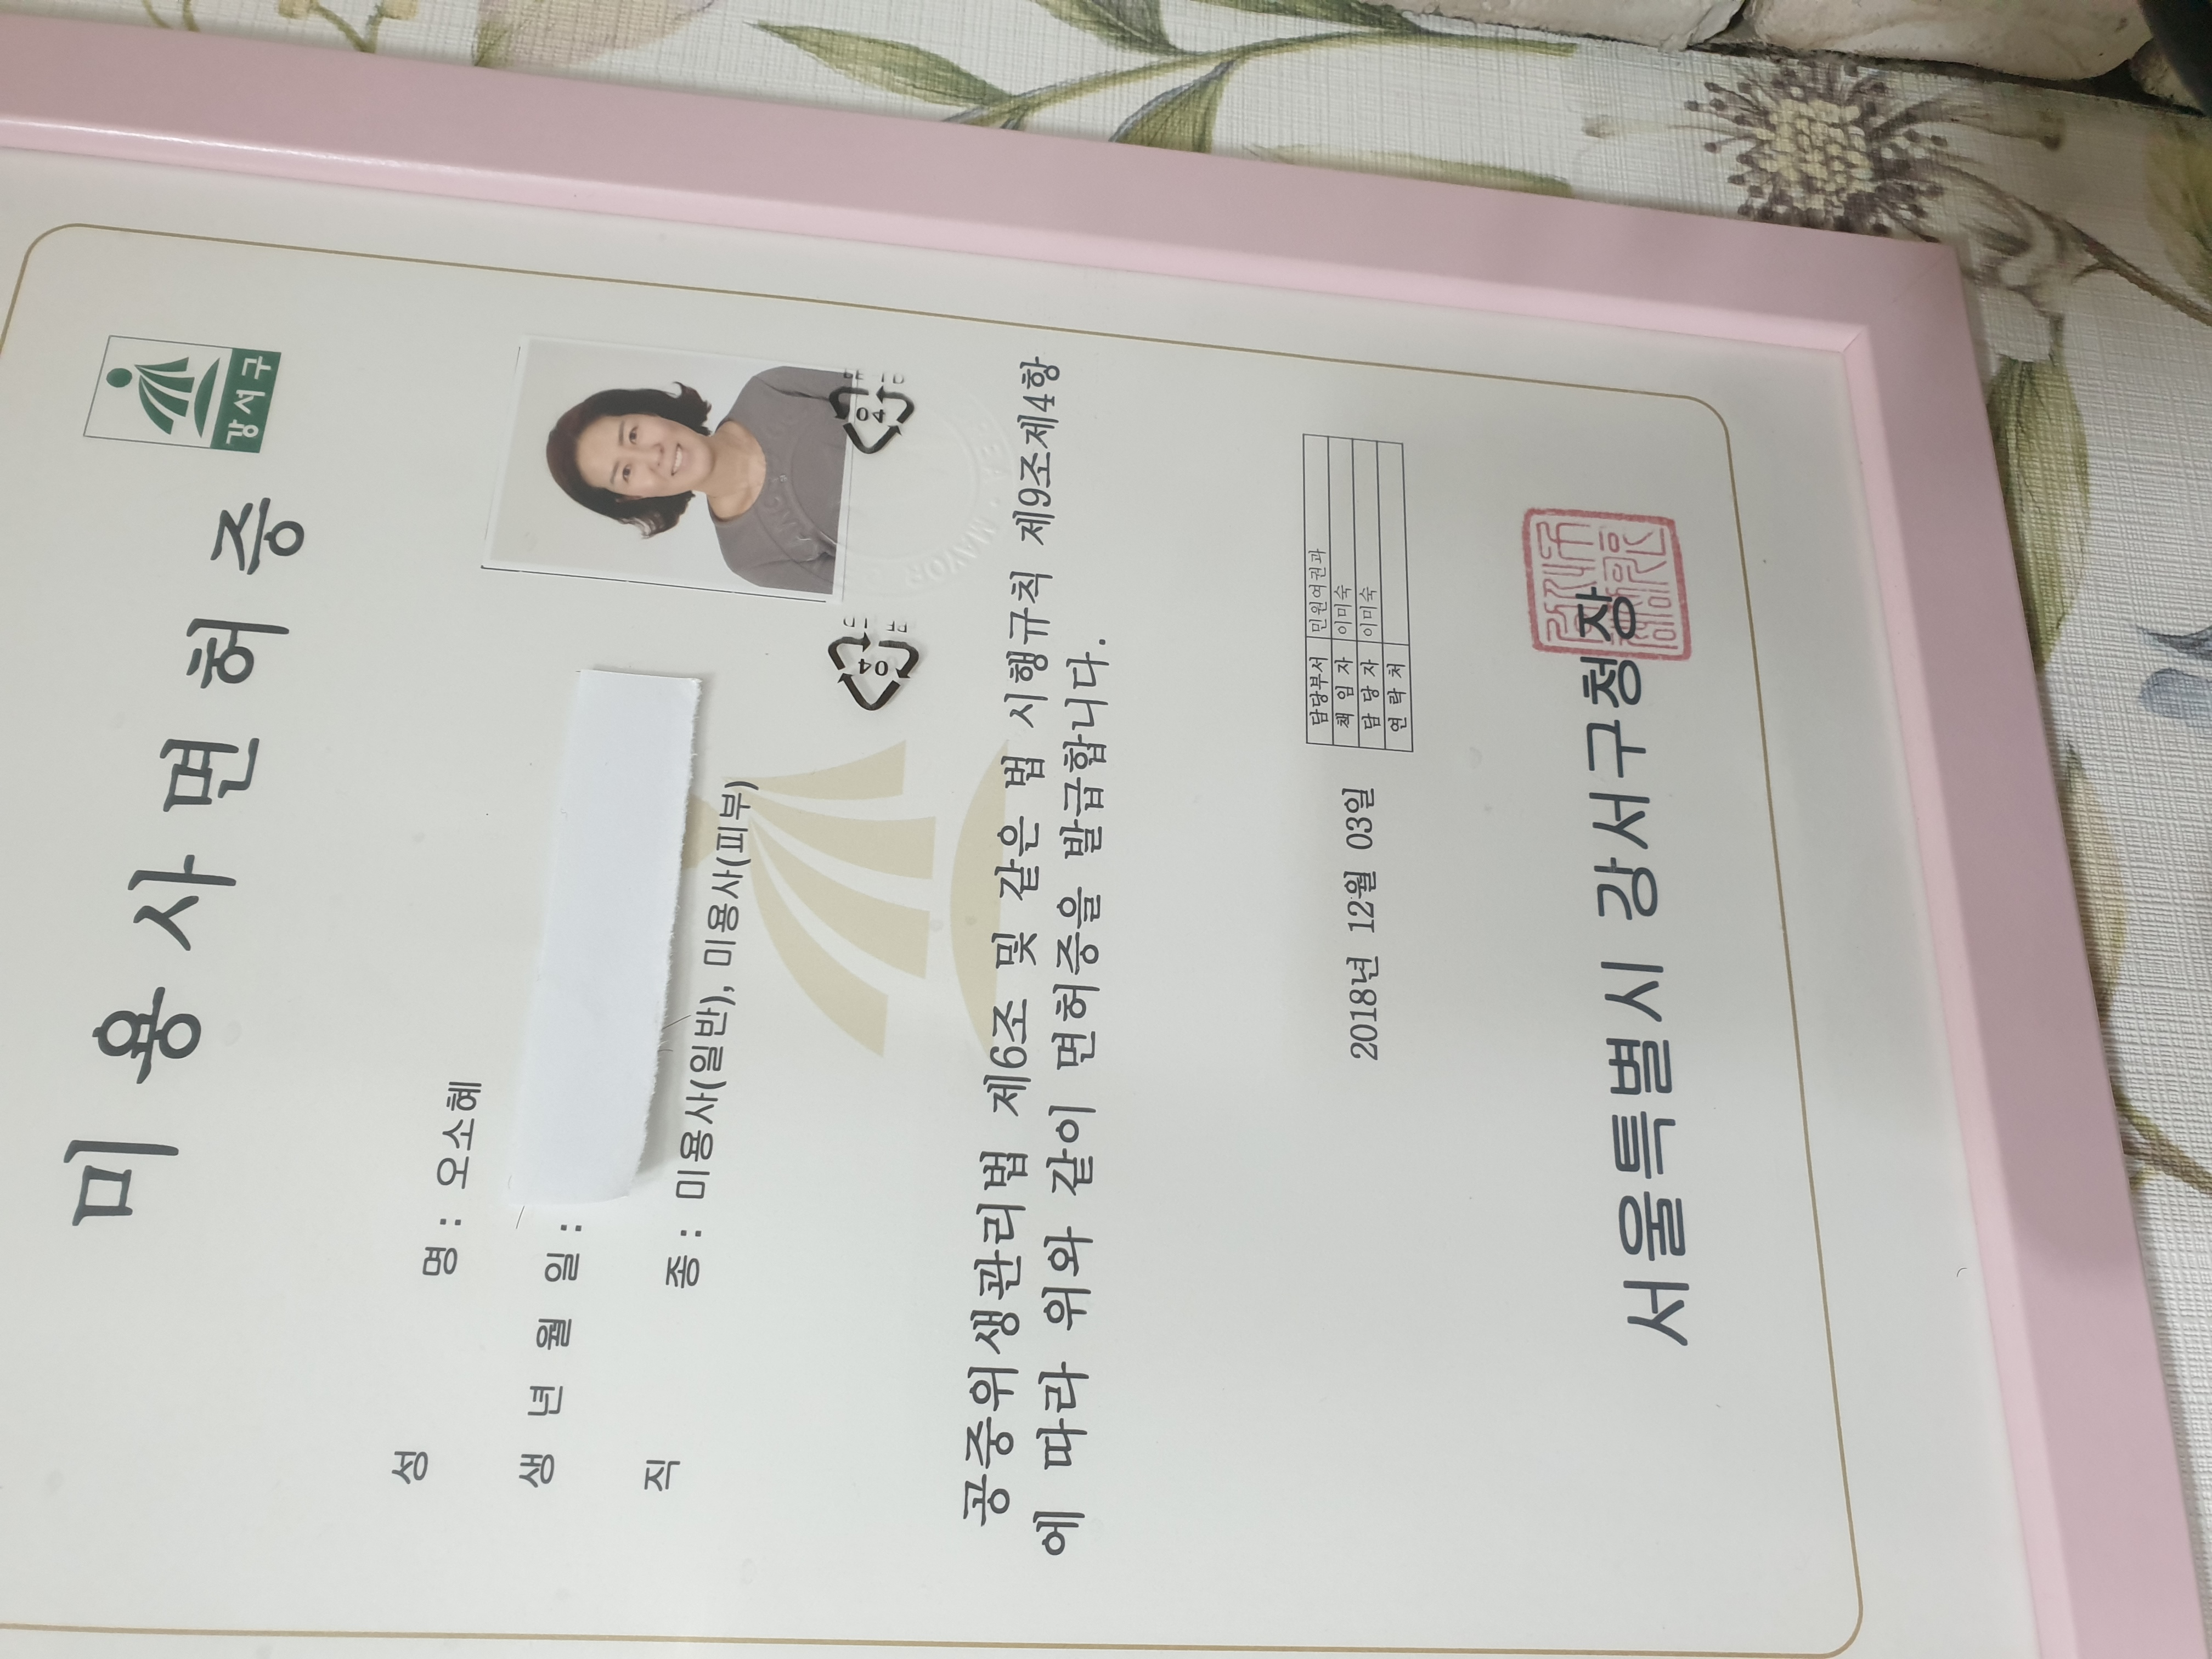 강서구
미용사면허증
성 명 : 오소혜
생 년 월 일 :
직 종 : 미용사(일반), 미용사(피부)
04
04
MAYOR
공중위생관리법 제6조 및 같은 법 시행규칙 제9조제4항
에 따라 위와 같이 면허증을 발급합니다.
담당부서 민원여권과
책 임 자 이미숙
담 당 자 이미숙
연 락 처
2018년 12월 03일
서울특별시 강서구청장